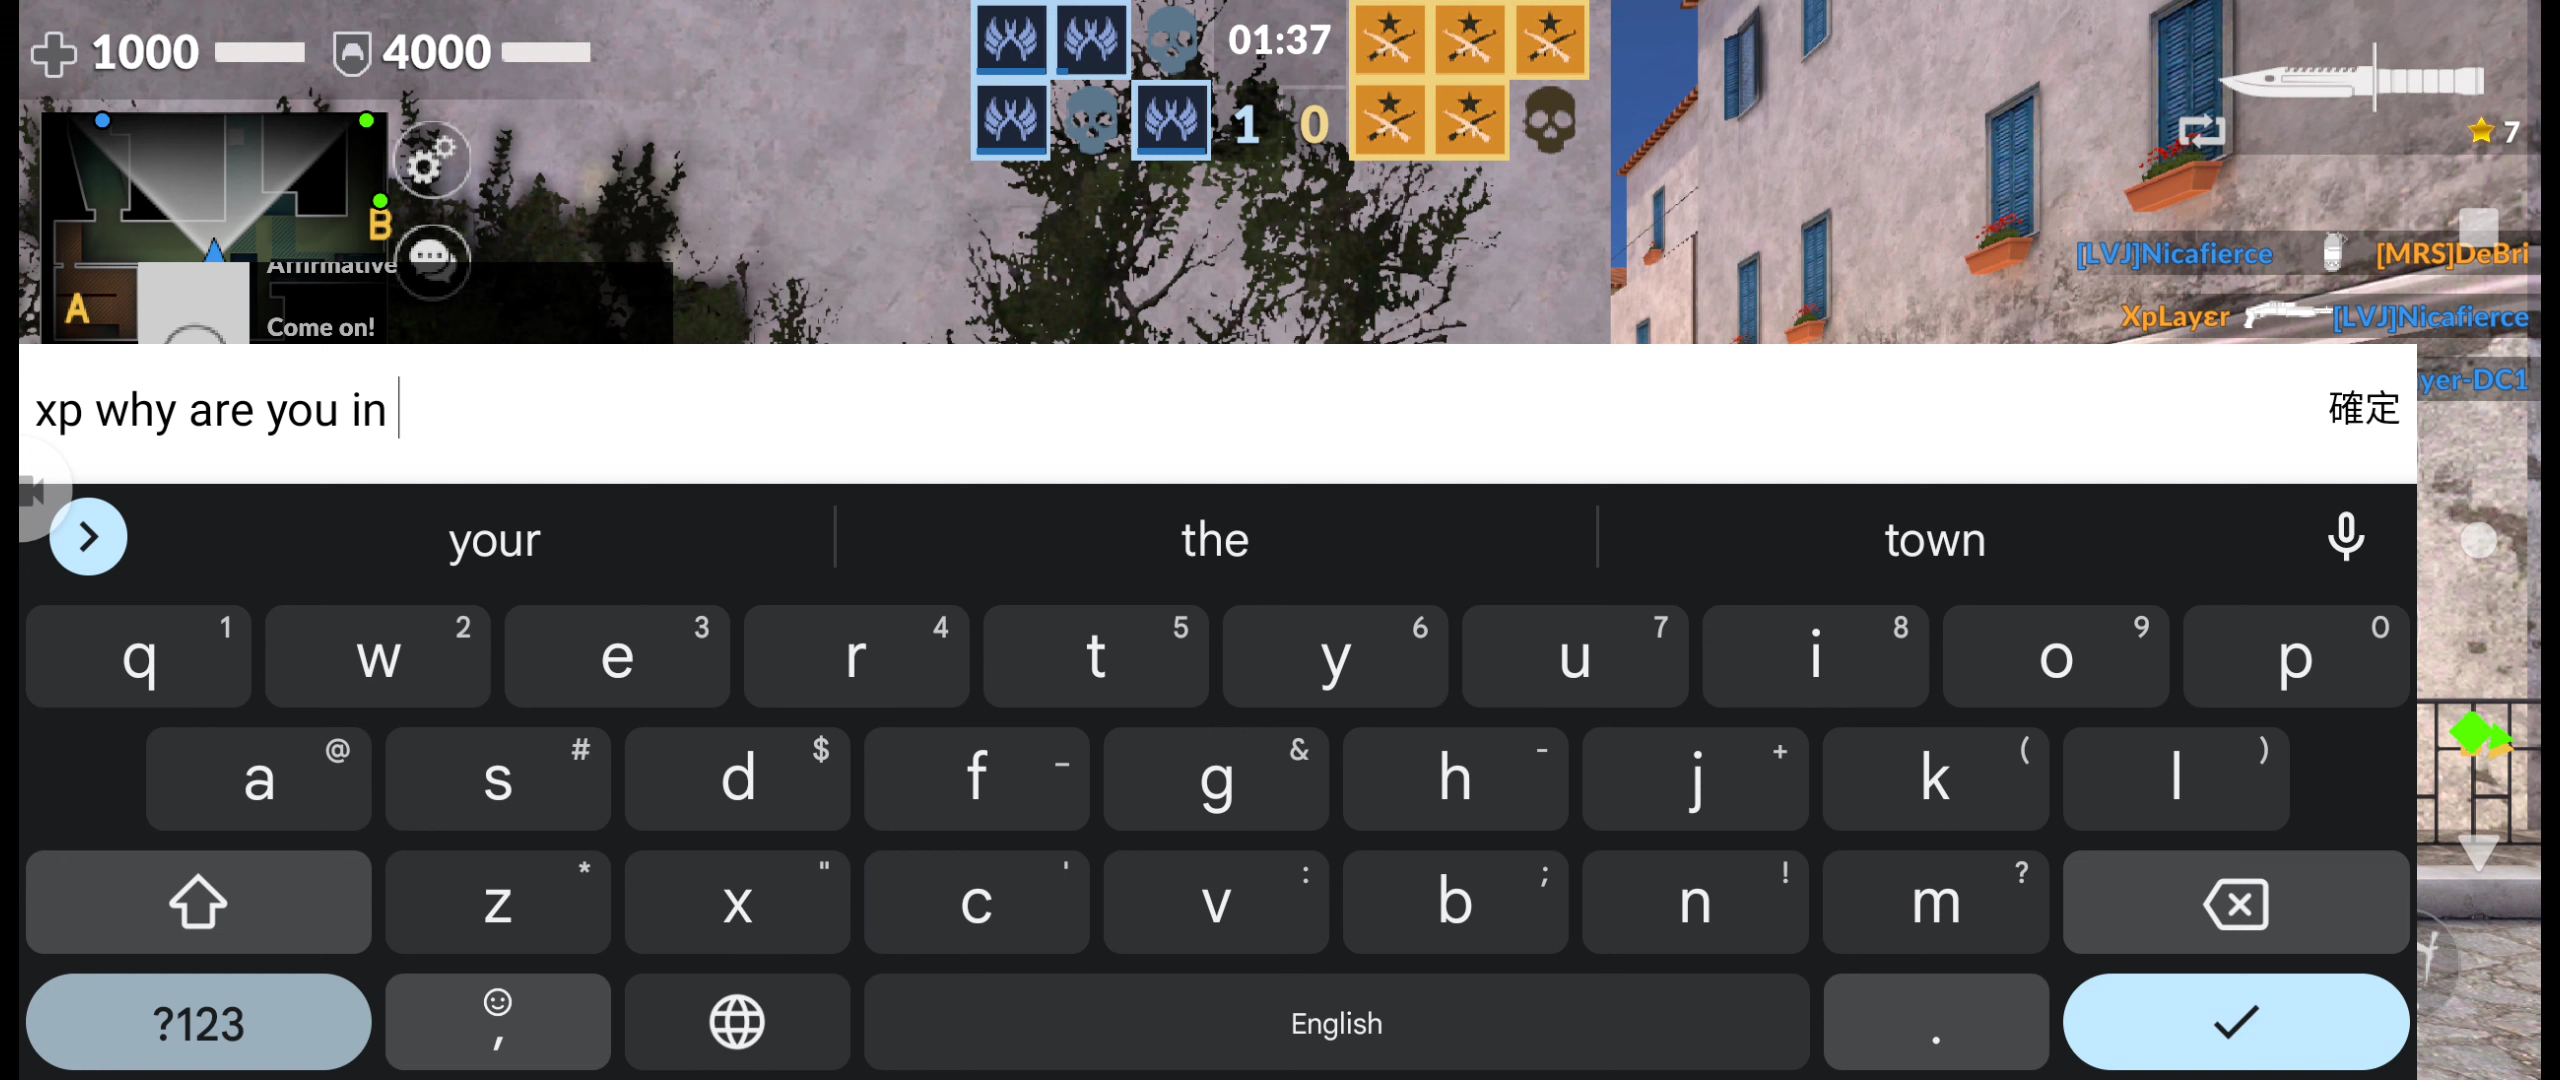 1000 4000 01:37
1 0
7
B
A
Affirmative
Come on!
[LVJ]Nicafierce [MRS]DeBri
XpLayεr [LVJ]Nicafierce
yer-DC1
xp why are you in
確定
your the town
q 1 w 2 e 3 r 4 t 5 y 6 u 7 i 8 o 9 p 0
a @ s # d $ f _ g & h - j + k ( l )
z * x " c ' v : b ; n ! m ?
?123 , English .